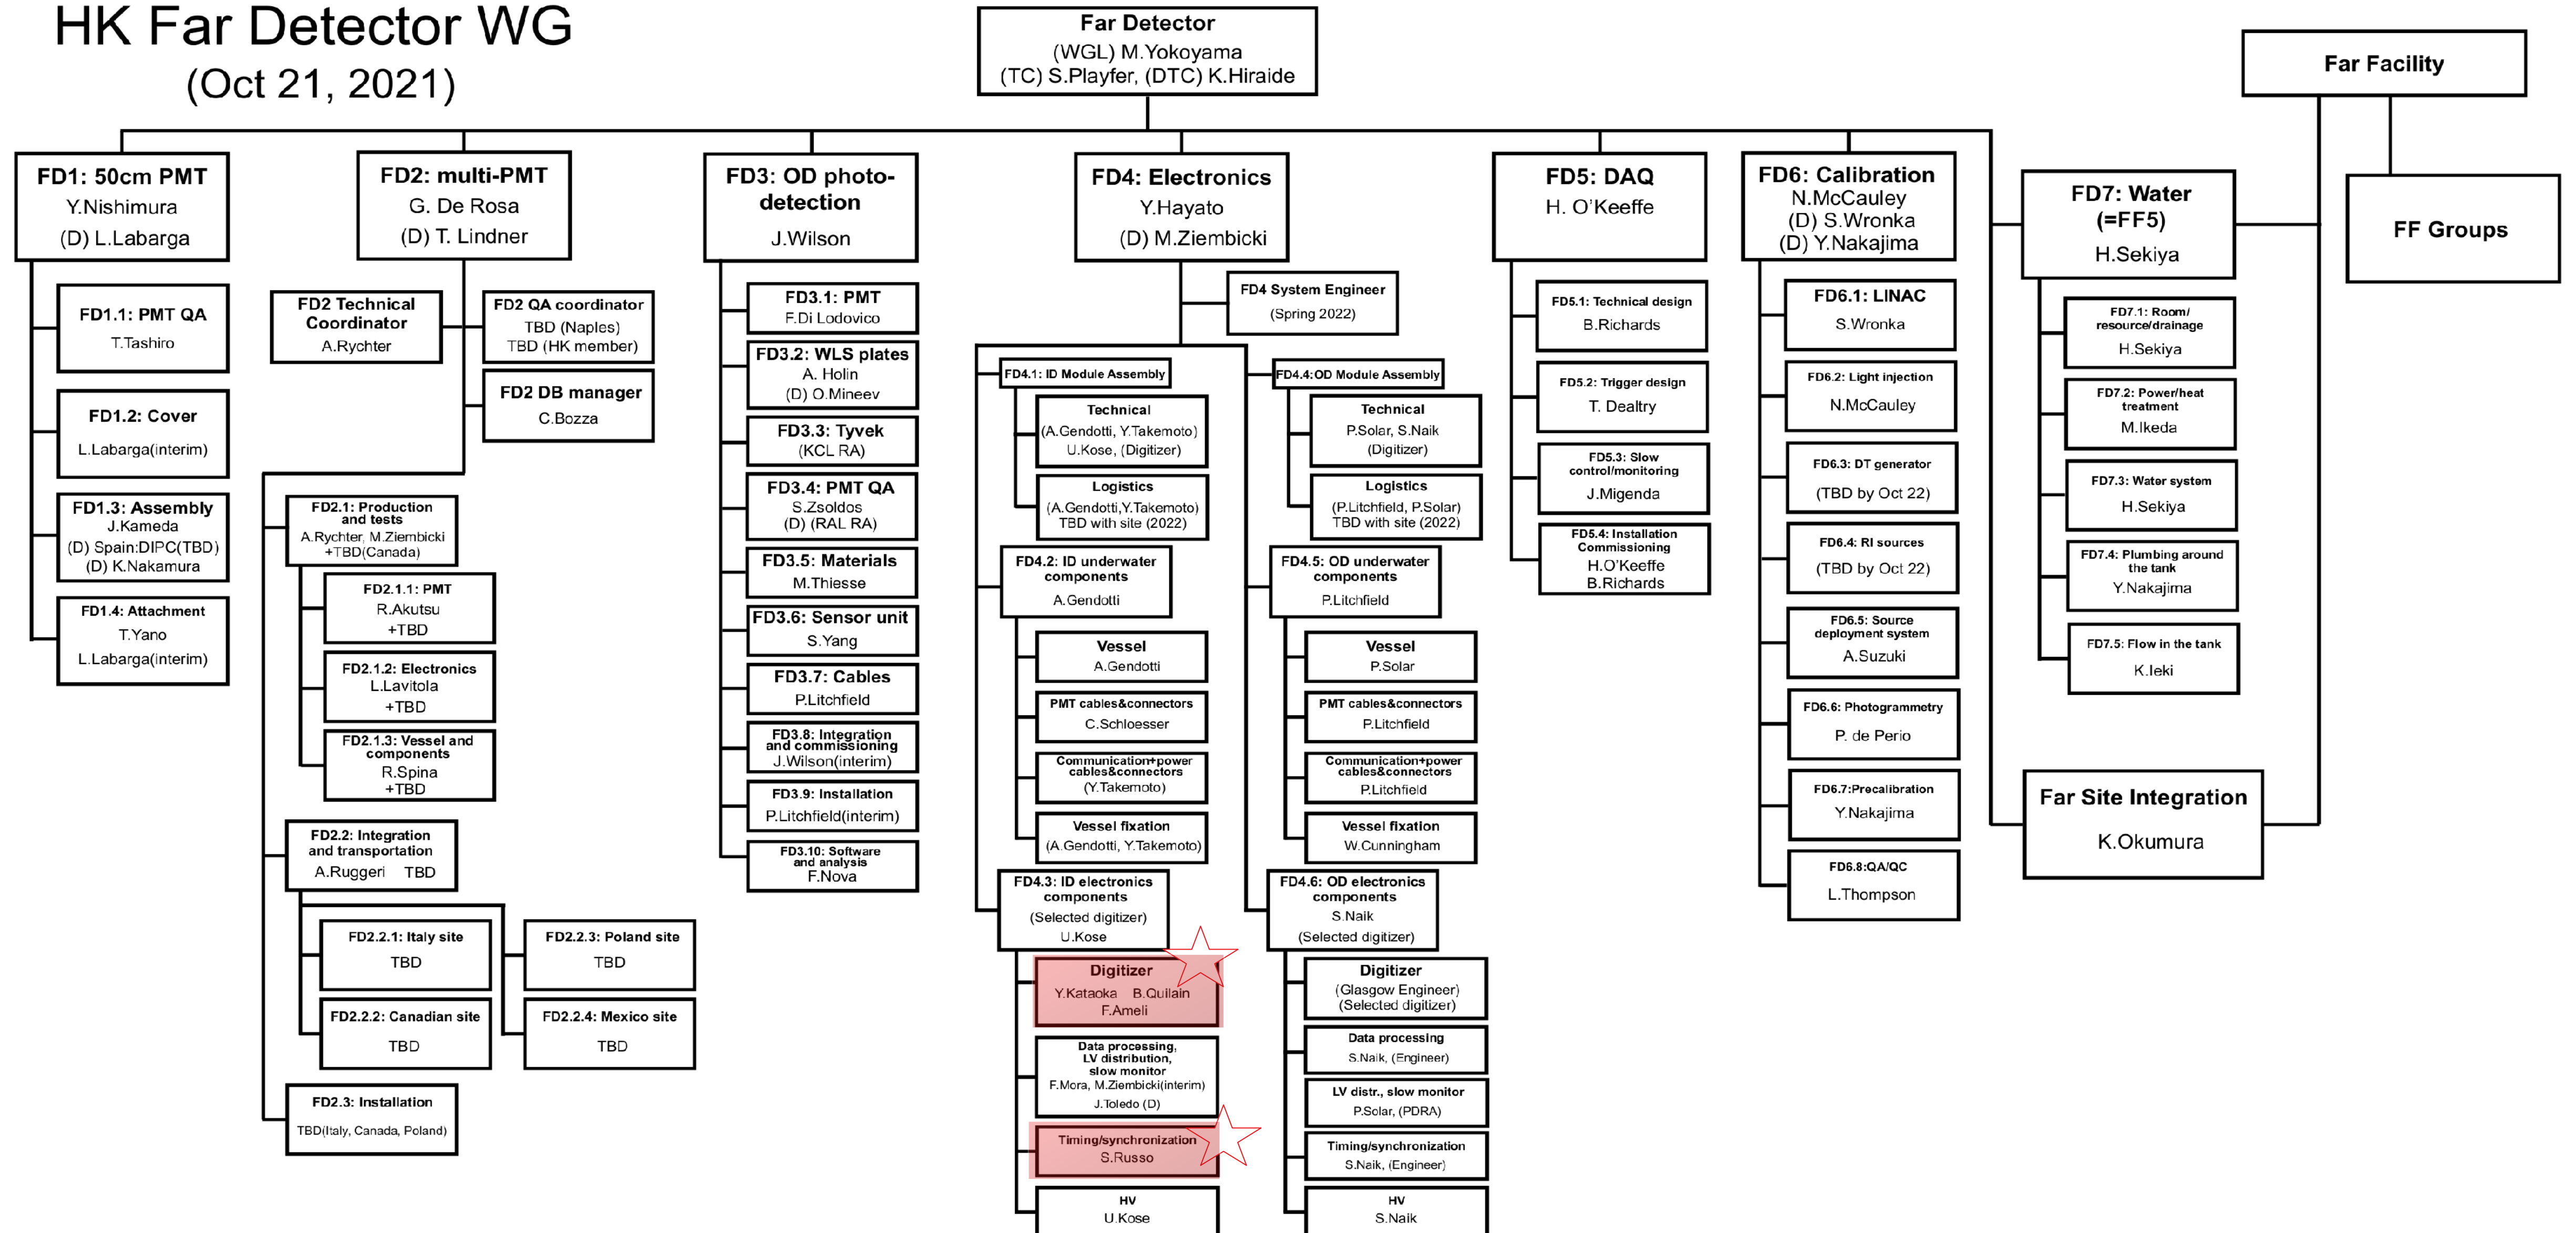 HK Far Detector WG
(Oct 21, 2021)
Far Detector
(WGL) M.Yokoyama
(TC) S.Playfer, (DTC) K.Hiraide
Far Facility
FF Groups
FD1: 50cm PMT
Y.Nishimura
(D) L.Labarga
FD1.1: PMT QA
T.Tashiro
FD1.2: Cover
L.Labarga(interim)
FD1.3: Assembly
J.Kameda
(D) Spain:DIPC(TBD)
(D) K.Nakamura
FD1.4: Attachment
T.Yano
L.Labarga(interim)
FD2: multi-PMT
G. De Rosa
(D) T. Lindner
FD2 Technical
Coordinator
A.Rychter
FD2 QA coordinator
TBD (Naples)
TBD (HK member)
FD2 DB manager
C.Bozza
FD2.1: Production
and tests
A.Rychter, M.Ziembicki
+TBD(Canada)
FD2.1.1: PMT
R.Akutsu
+TBD
FD2.1.2: Electronics
L.Lavitola
+TBD
FD2.1.3: Vessel and
components
R.Spina
+TBD
FD2.2: Integration
and transportation
A.Ruggeri TBD
FD2.2.1: Italy site
TBD
FD2.2.2: Canadian site
TBD
FD2.2.3: Poland site
TBD
FD2.2.4: Mexico site
TBD
FD2.3: Installation
TBD(Italy, Canada, Poland)
FD3: OD photo-
detection
J.Wilson
FD3.1: PMT
F.Di Lodovico
FD3.2: WLS plates
A. Holin
(D) O.Mineev
FD3.3: Tyvek
(KCL RA)
FD3.4: PMT QA
S.Zsoldos
(D) (RAL RA)
FD3.5: Materials
M.Thiesse
FD3.6: Sensor unit
S.Yang
FD3.7: Cables
P.Litchfield
FD3.8: Integration
and commissioning
J.Wilson(interim)
FD3.9: Installation
P.Litchfield(interim)
FD3.10: Software
and analysis
F.Nova
FD4: Electronics
Y.Hayato
(D) M.Ziembicki
FD4 System Engineer
(Spring 2022)
FD4.1: ID Module Assembly
Technical
(A.Gendotti, Y.Takemoto)
U.Kose, (Digitizer)
Logistics
(A.Gendotti,Y.Takemoto)
TBD with site (2022)
FD4.2: ID underwater
components
A.Gendotti
Vessel
A.Gendotti
PMT cables&connectors
C.Schloesser
Communication+power
cables&connectors
(Y.Takemoto)
Vessel fixation
(A.Gendotti, Y.Takemoto)
FD4.3: ID electronics
components
(Selected digitizer)
U.Kose
Digitizer
Y.Kataoka B.Quilain
F.Ameli
Data processing,
LV distribution,
slow monitor
F.Mora, M.Ziembicki(interim)
J.Toledo (D)
Timing/synchronization
S.Russo
HV
U.Kose
FD4.4:OD Module Assembly
Technical
P.Solar, S.Naik
(Digitizer)
Logistics
(P.Litchfield, P.Solar)
TBD with site (2022)
FD4.5: OD underwater
components
P.Litchfield
Vessel
P.Solar
PMT cables&connectors
P.Litchfield
Communication+power
cables&connectors
P.Litchfield
Vessel fixation
W.Cunningham
FD4.6: OD electronics
components
S.Naik
(Selected digitizer)
Digitizer
(Glasgow Engineer)
(Selected digitizer)
Data processing
S.Naik, (Engineer)
LV distr., slow monitor
P.Solar, (PDRA)
Timing/synchronization
S.Naik, (Engineer)
HV
S.Naik
FD5: DAQ
H. O'Keeffe
FD5.1: Technical design
B.Richards
FD5.2: Trigger design
T. Dealtry
FD5.3: Slow
control/monitoring
J.Migenda
FD5.4: Installation
Commissioning
H.O'Keeffe
B.Richards
FD6: Calibration
N.McCauley
(D) S.Wronka
(D) Y.Nakajima
FD6.1: LINAC
S.Wronka
FD6.2: Light injection
N.McCauley
FD6.3: DT generator
(TBD by Oct 22)
FD6.4: RI sources
(TBD by Oct 22)
FD6.5: Source
deployment system
A.Suzuki
FD6.6: Photogrammetry
P. de Perio
FD6.7:Precalibration
Y.Nakajima
FD6.8:QA/QC
L.Thompson
FD7: Water
(=FF5)
H.Sekiya
FD7.1: Room/
resource/drainage
H.Sekiya
FD7.2: Power/heat
treatment
M.Ikeda
FD7.3: Water system
H.Sekiya
FD7.4: Plumbing around
the tank
Y.Nakajima
FD7.5: Flow in the tank
K.Ieki
Far Site Integration
K.Okumura